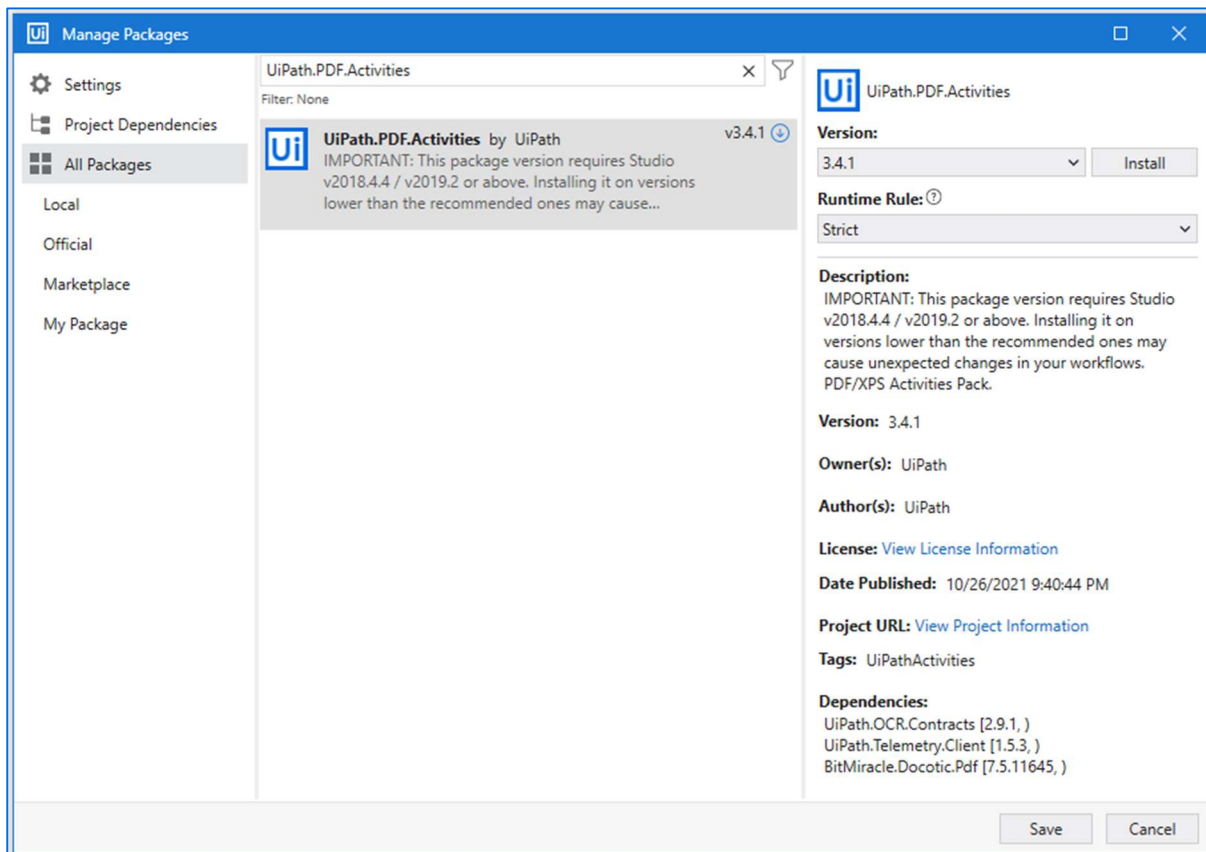 Ui Manage Packages
Settings
Project Dependencies
All Packages
Local
Official
Marketplace
My Package
UiPath.PDF.Activities
Filter: None
Ui
UiPath.PDF.Activities by UiPath v3.4.1
IMPORTANT: This package version requires Studio
v2018.4.4 / v2019.2 or above. Installing it on versions
lower than the recommended ones may cause...
Ui UiPath.PDF.Activities
Version:
3.4.1 Install
Runtime Rule: ?
Strict
Description:
IMPORTANT: This package version requires Studio
v2018.4.4 / v2019.2 or above. Installing it on
versions lower than the recommended ones may
cause unexpected changes in your workflows.
PDF/XPS Activities Pack.
Version: 3.4.1
Owner(s): UiPath
Author(s): UiPath
License: View License Information
Date Published: 10/26/2021 9:40:44 PM
Project URL: View Project Information
Tags: UiPathActivities
Dependencies:
UiPath.OCR.Contracts [2.9.1, )
UiPath.Telemetry.Client [1.5.3, )
BitMiracle.Docotic.Pdf [7.5.11645, )
Save Cancel